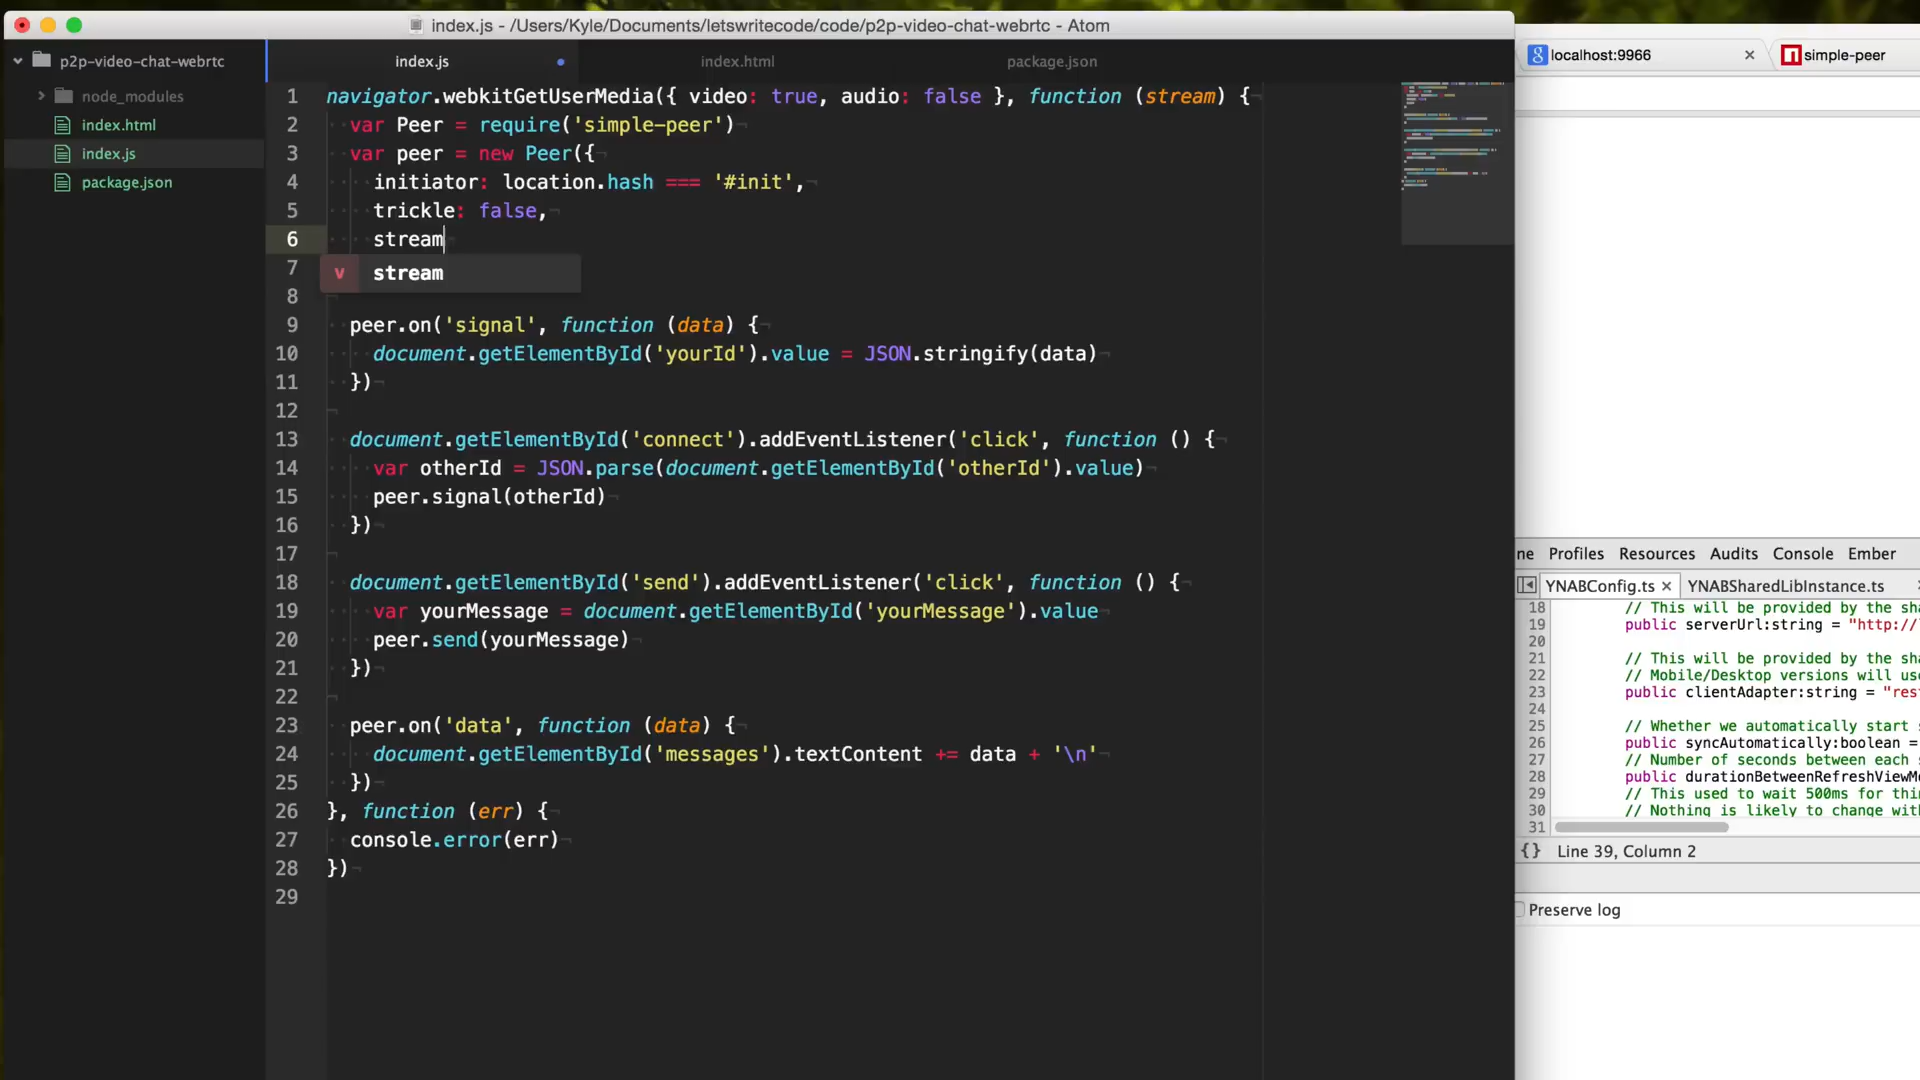 index.js - /Users/Kyle/Documents/letswritecode/code/p2p-video-chat-webrtc - Atom
p2p-video-chat-webrtc
node_modules
index.html
index.js
package.json
index.js
index.html
package.json
1 navigator.webkitGetUserMedia({ video: true, audio: false }, function (stream) {
2 var Peer = require('simple-peer')
3 var peer = new Peer({
4 initiator: location.hash === '#init',
5 trickle: false,
6 stream
7 v stream
8
9 peer.on('signal', function (data) {
10 document.getElementById('yourId').value = JSON.stringify(data)
11 })
12
13 document.getElementById('connect').addEventListener('click', function () {
14 var otherId = JSON.parse(document.getElementById('otherId').value)
15 peer.signal(otherId)
16 })
17
18 document.getElementById('send').addEventListener('click', function () {
19 var yourMessage = document.getElementById('yourMessage').value
20 peer.send(yourMessage)
21 })
22
23 peer.on('data', function (data) {
24 document.getElementById('messages').textContent += data + '\n'
25 })
26 }, function (err) {
27 console.error(err)
28 })
29
localhost:9966
simple-peer
ne Profiles Resources Audits Console Ember
YNABConfig.ts YNABSharedLibInstance.ts
18 // This will be provided by the sha
19 public serverUrl:string = "http://
20
21 // This will be provided by the sha
22 // Mobile/Desktop versions will use
23 public clientAdapter:string = "res
24
25 // Whether we automatically start s
26 public syncAutomatically:boolean =
27 // Number of seconds between each s
28 public durationBetweenRefreshViewMo
29 // This used to wait 500ms for thi
30 // Nothing is likely to change with
31
{} Line 39, Column 2
Preserve log